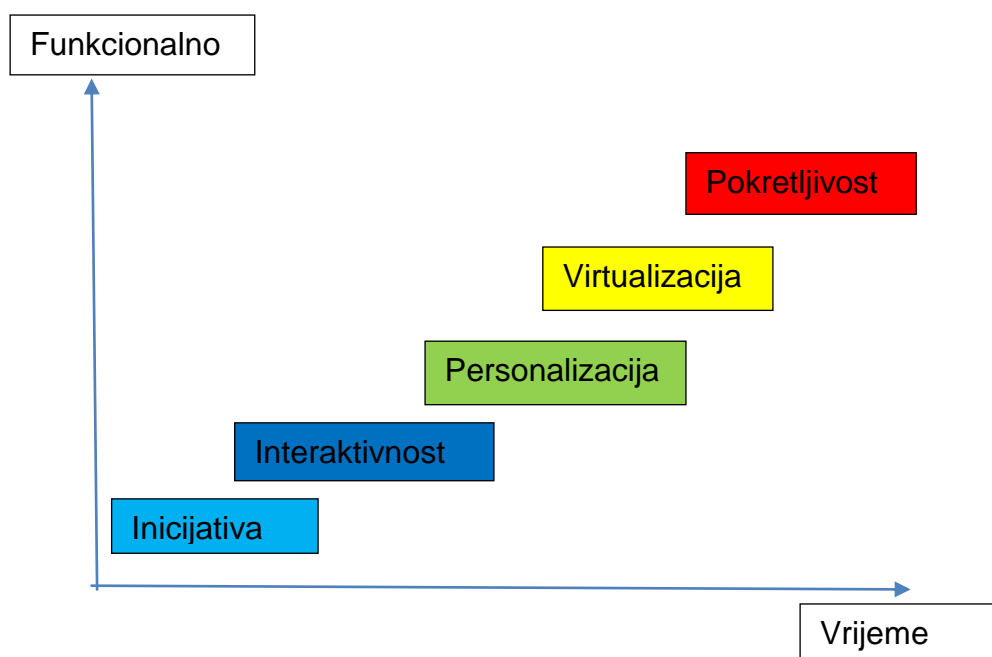 Funkcionalno
Pokretljivost
Virtualizacija
Personalizacija
Interaktivnost
Inicijativa
Vrijeme